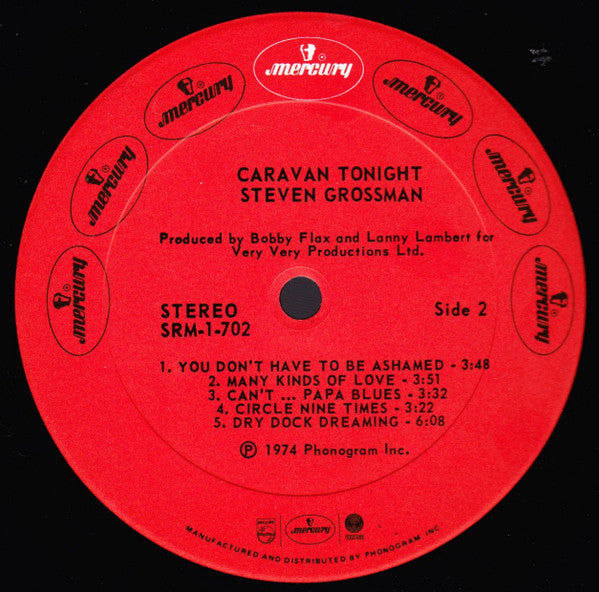 mercury
mercury
mercury
mercury
mercury
mercury
mercury
CARAVAN TONIGHT
STEVEN GROSSMAN
Produced by Bobby Flax and Lanny Lambert for
Very Very Productions Ltd.
STEREO
SRM-1-702
Side 2
1. YOU DON'T HAVE TO BE ASHAMED - 3:48
2. MANY KINDS OF LOVE - 3:51
3. CAN'T ... PAPA BLUES - 3:32
4. CIRCLE NINE TIMES - 3:22
5. DRY DOCK DREAMING - 6:08
Ⓟ 1974 Phonogram Inc.
PHILIPS
mercury
MANUFACTURED AND DISTRIBUTED BY PHONOGRAM, INC.